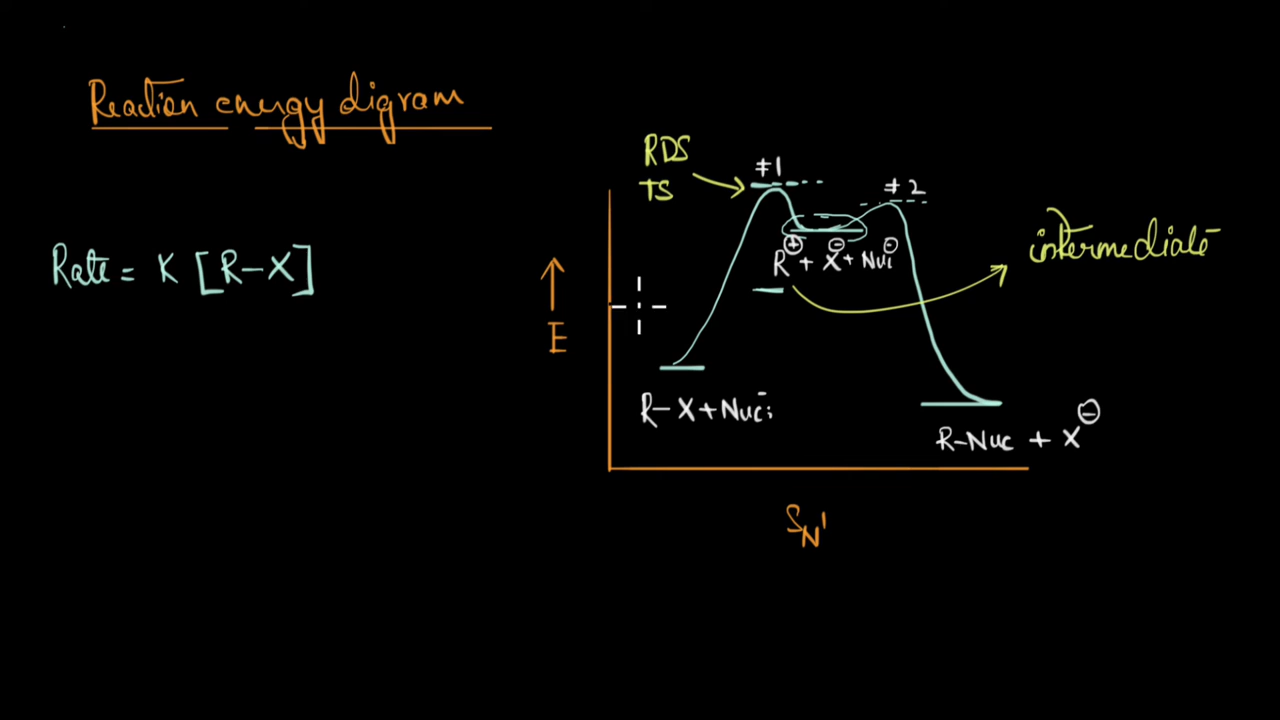 Reaction energy digram
RDS
TS
‡1
‡2
Rate = K [R-X]
R⊕ + X⊖ + Nuc⊖
intermediate
E
R-X + Nuc⁻:
R-Nuc + X⊖
SN1